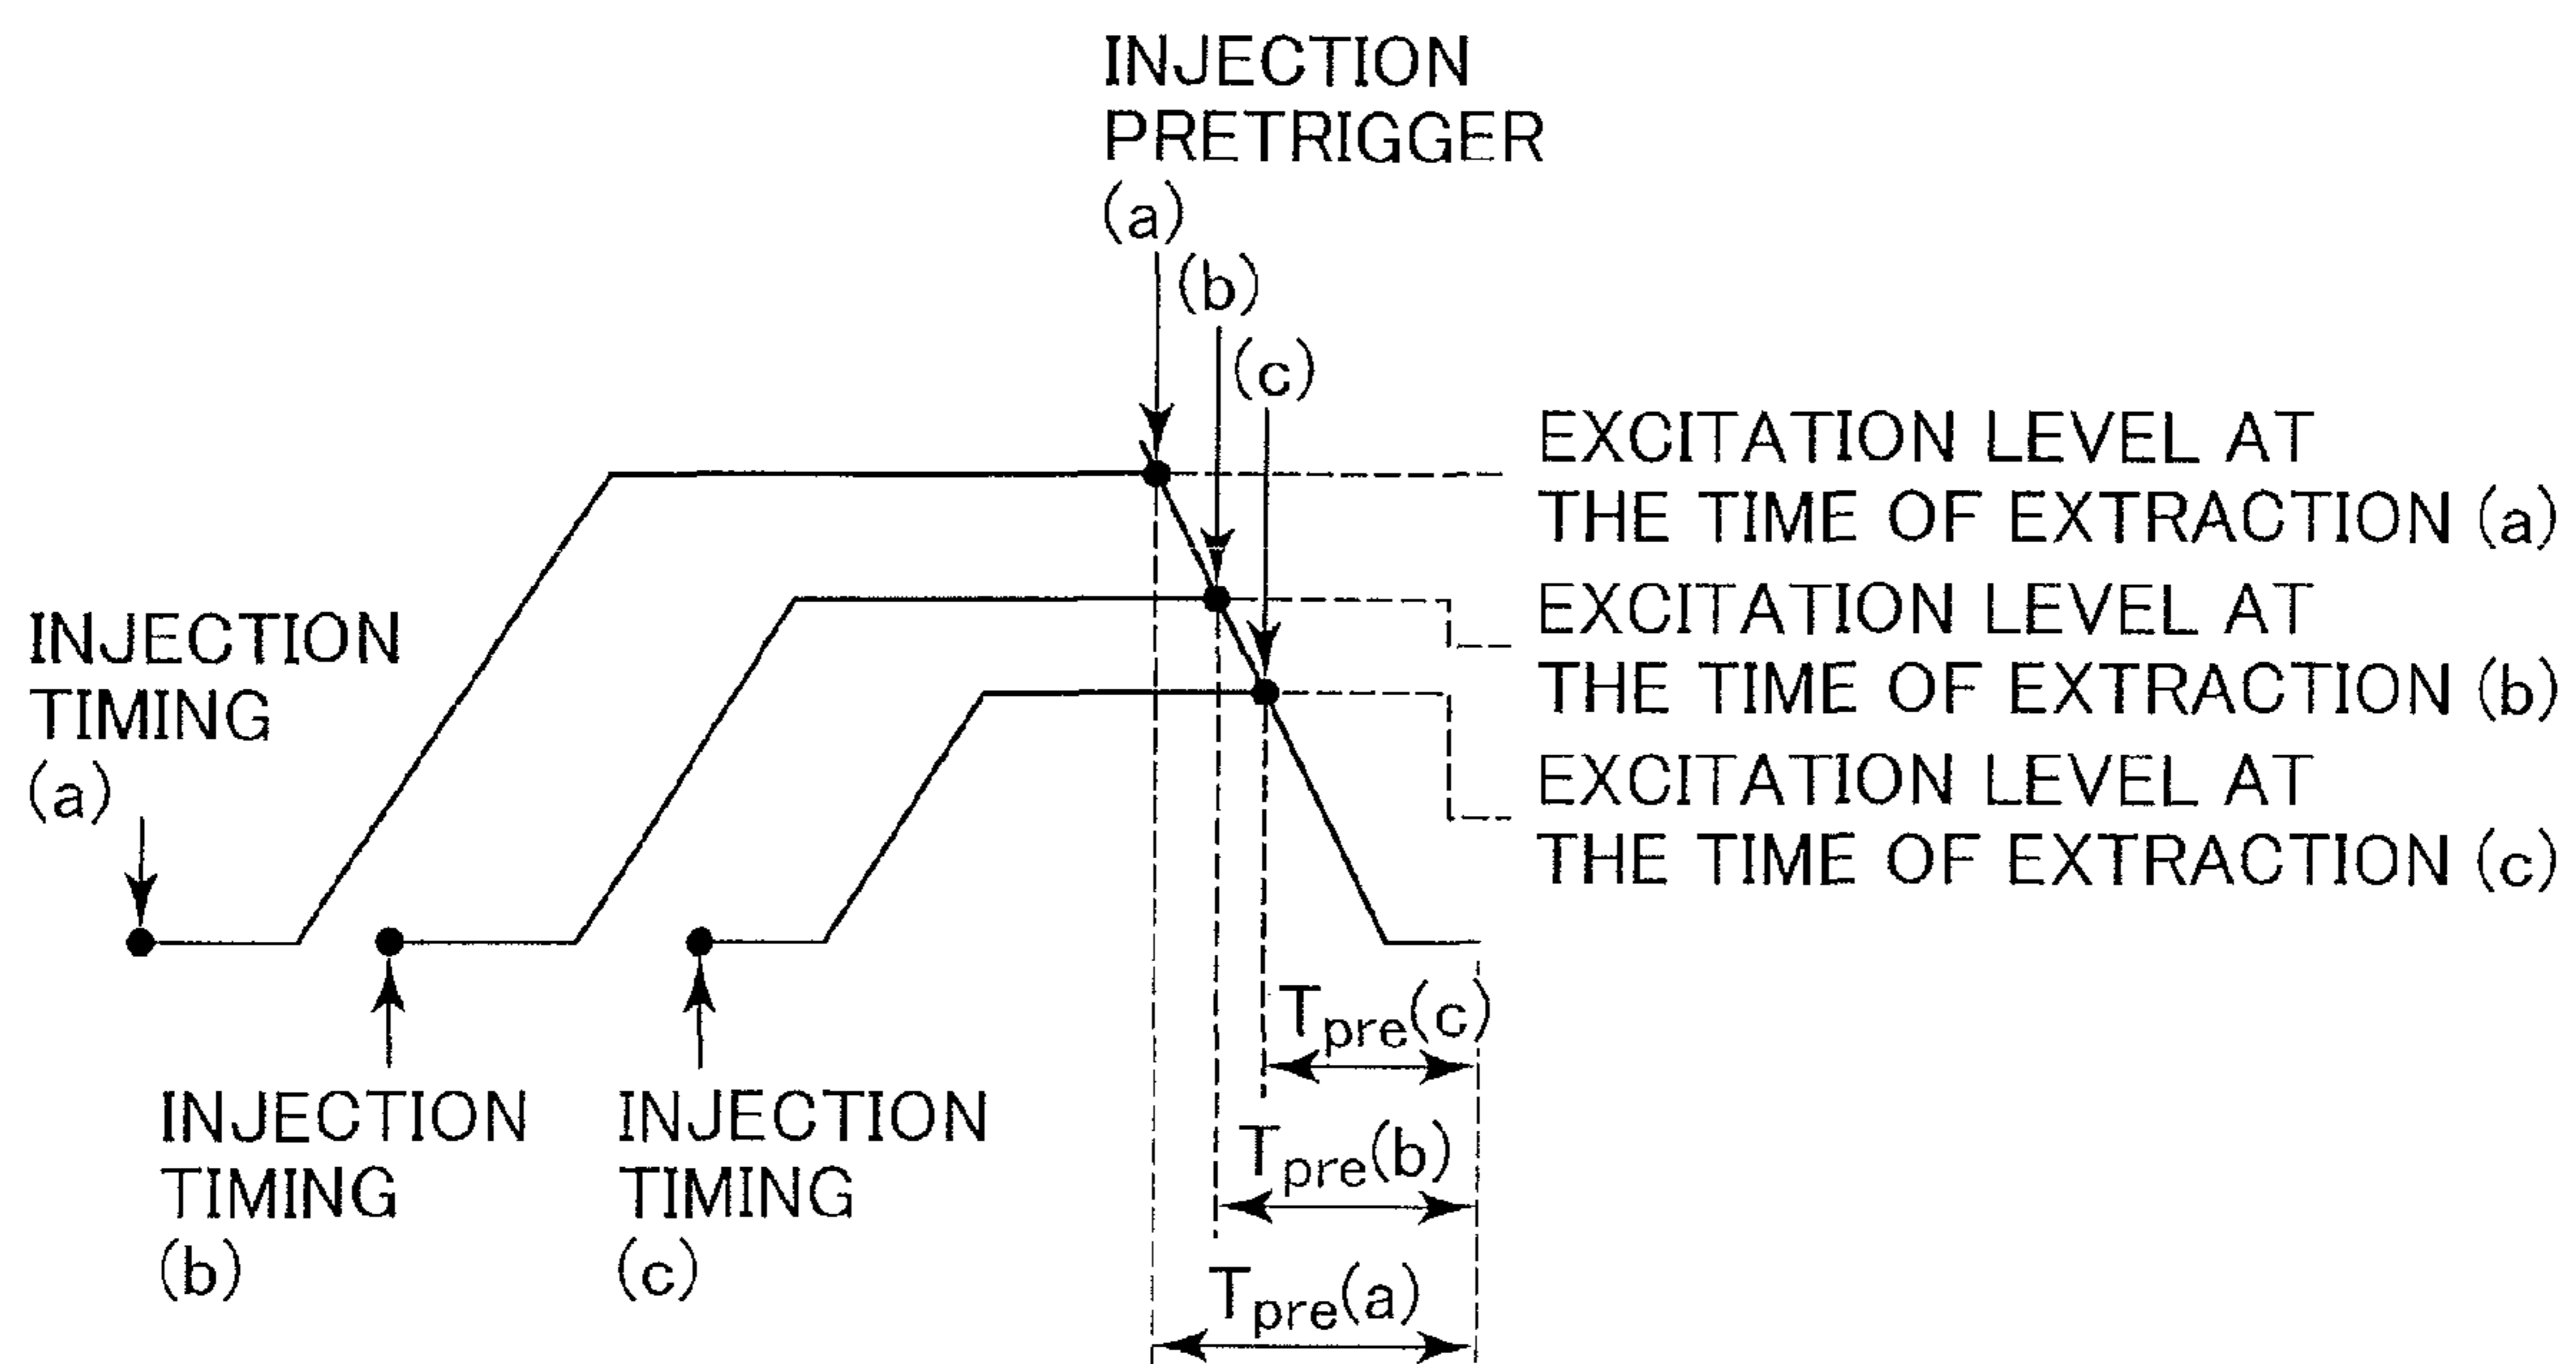 INJECTION
PRETRIGGER
(a)
(b)
(c)
EXCITATION LEVEL AT
THE TIME OF EXTRACTION (a)
EXCITATION LEVEL AT
THE TIME OF EXTRACTION (b)
EXCITATION LEVEL AT
THE TIME OF EXTRACTION (c)
INJECTION
TIMING
(a)
INJECTION
TIMING
(b)
INJECTION
TIMING
(c)
Tpre(c)
Tpre(b)
Tpre(a)